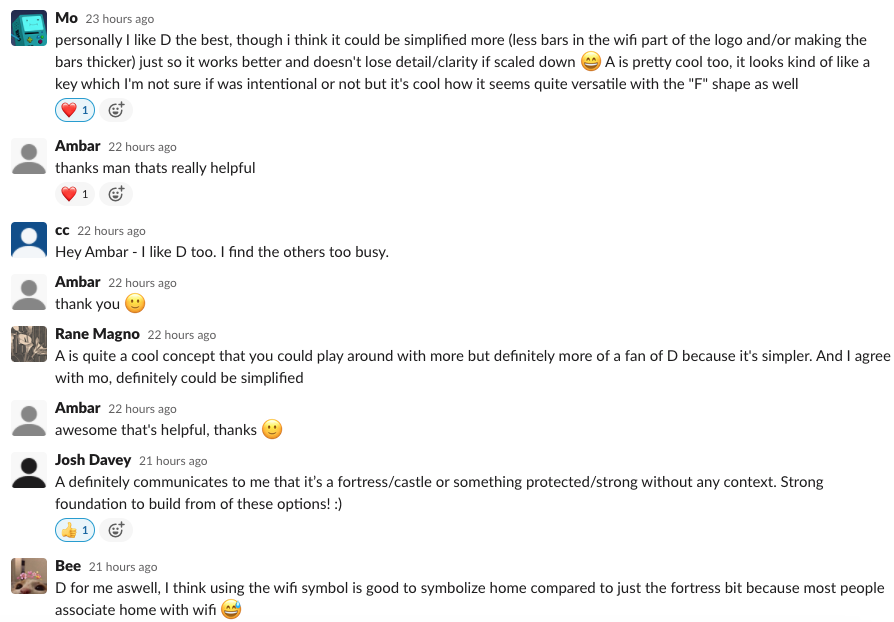 Mo 23 hours ago
personally I like D the best, though i think it could be simplified more (less bars in the wifi part of the logo and/or making the
bars thicker) just so it works better and doesn't lose detail/clarity if scaled down 😄 A is pretty cool too, it looks kind of like a
key which I'm not sure if was intentional or not but it's cool how it seems quite versatile with the "F" shape as well
❤️ 1
Ambar 22 hours ago
thanks man thats really helpful
❤️ 1
cc 22 hours ago
Hey Ambar - I like D too. I find the others too busy.
Ambar 22 hours ago
thank you 🙂
Rane Magno 22 hours ago
A is quite a cool concept that you could play around with more but definitely more of a fan of D because it's simpler. And I agree
with mo, definitely could be simplified
Ambar 22 hours ago
awesome that's helpful, thanks 🙂
Josh Davey 21 hours ago
A definitely communicates to me that it’s a fortress/castle or something protected/strong without any context. Strong
foundation to build from of these options! :)
👍 1
Bee 21 hours ago
D for me aswell, I think using the wifi symbol is good to symbolize home compared to just the fortress bit because most people
associate home with wifi 😅